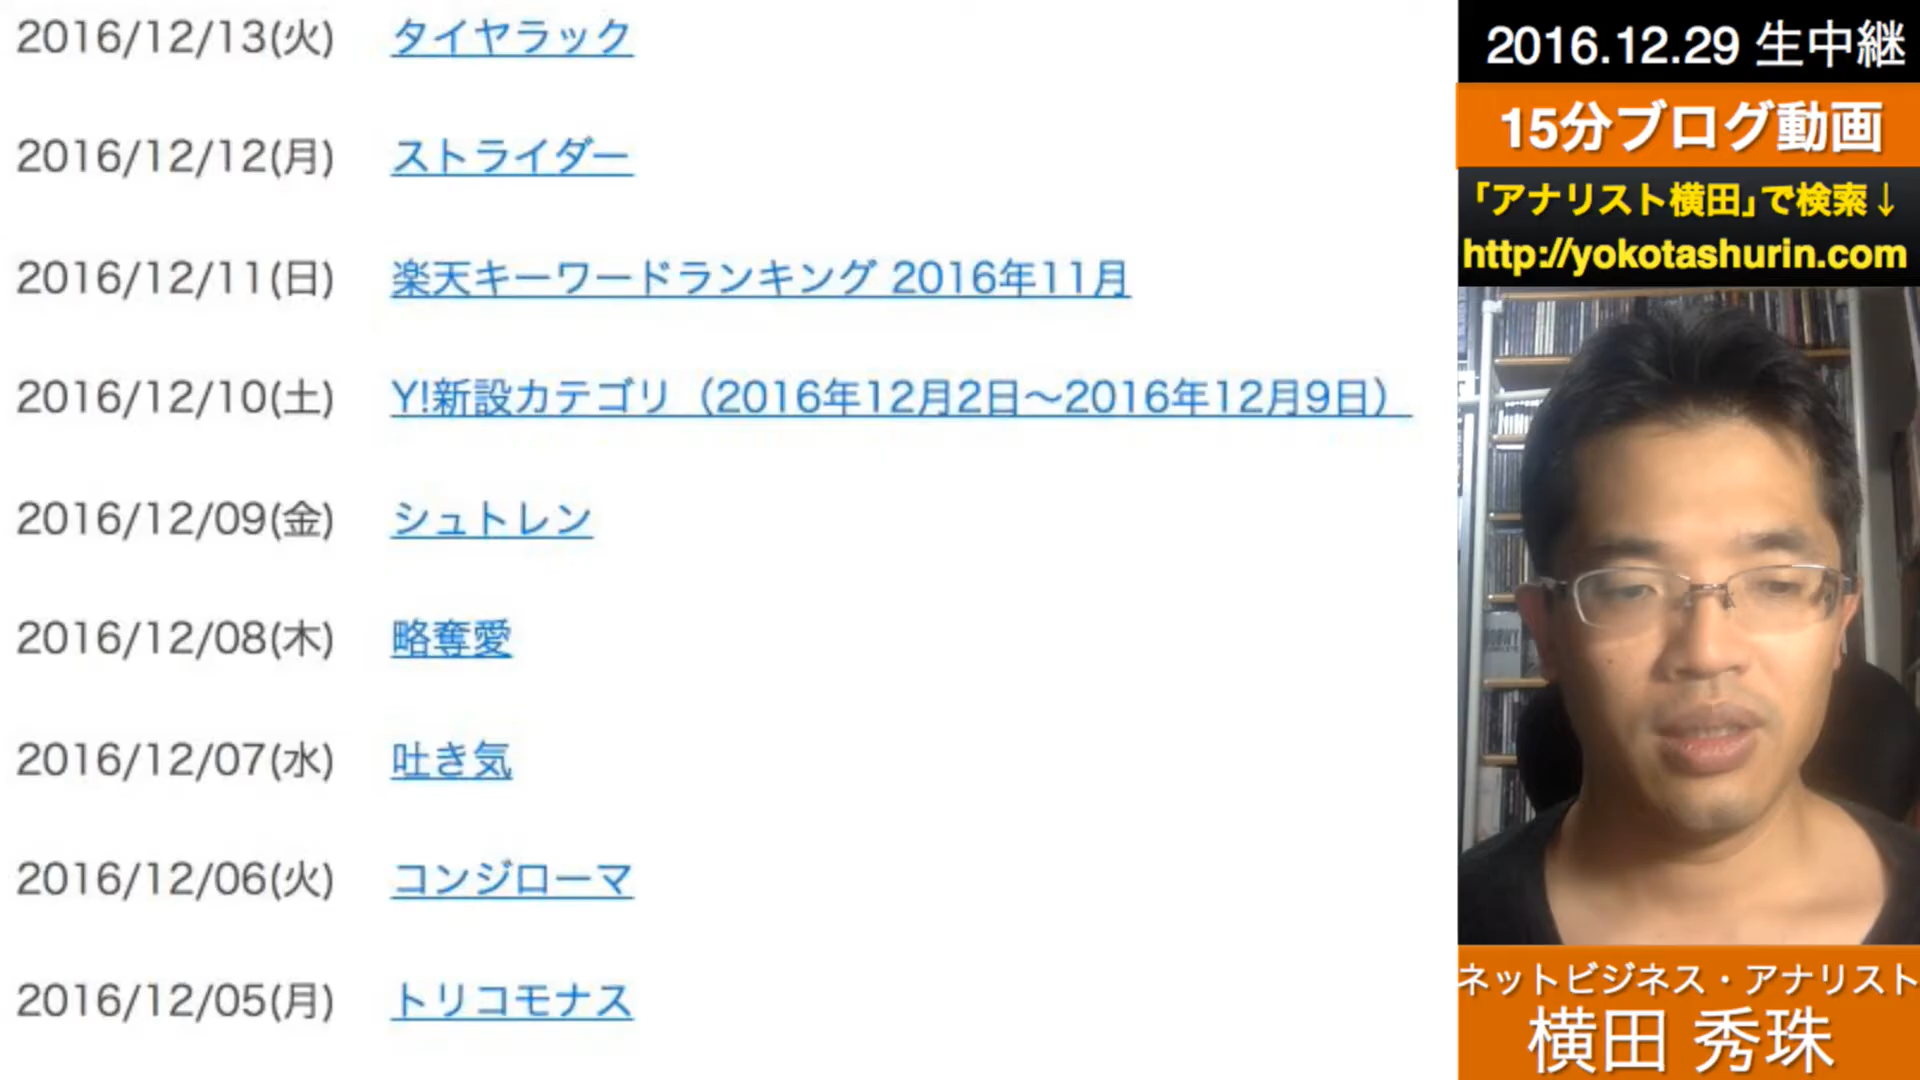 2016/12/13(火) タイヤラック
2016/12/12(月) ストライダー
2016/12/11(日) 楽天キーワードランキング 2016年11月
2016/12/10(土) Y!新設カテゴリ（2016年12月2日～2016年12月9日）
2016/12/09(金) シュトレン
2016/12/08(木) 略奪愛
2016/12/07(水) 吐き気
2016/12/06(火) コンジローマ
2016/12/05(月) トリコモナス
2016.12.29 生中継
15分ブログ動画
「アナリスト横田」で検索↓
http://yokotashurin.com
ネットビジネス・アナリスト
横田 秀珠